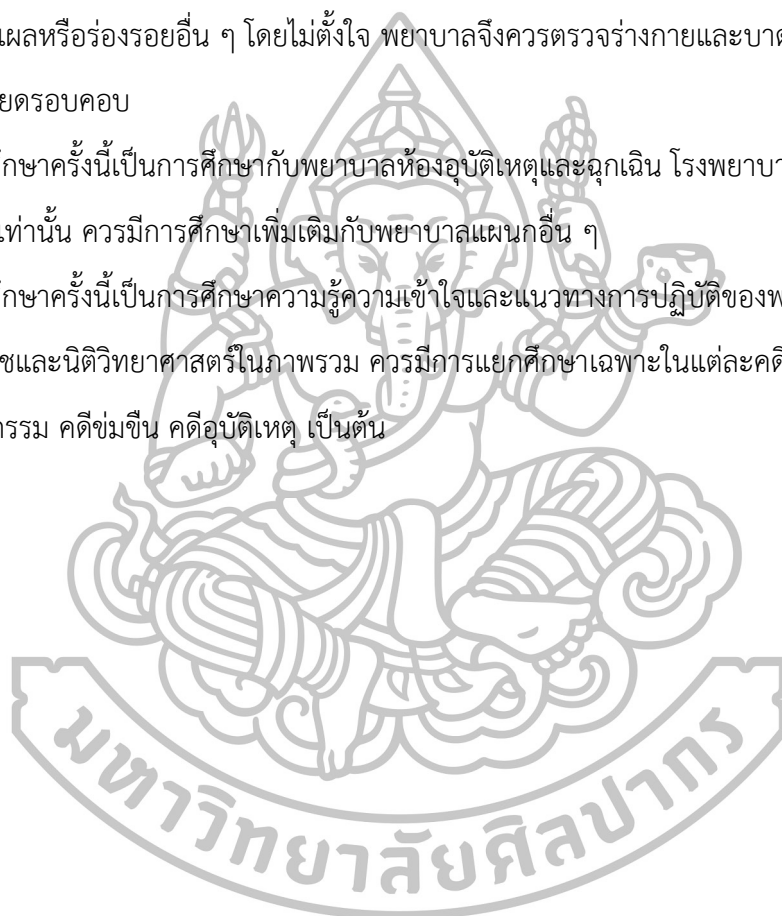 แผลหรือร่องรอยอื่น ๆ โดยไม่ตั้งใจ พยาบาลจึงควรตรวจร่างกายและบาด
ยดรอบคอบ
กษาครั้งนี้เป็นการศึกษากับพยาบาลห้องอุบัติเหตุและฉุกเฉิน โรงพยาบา
เท่านั้น ควรมีการศึกษาเพิ่มเติมกับพยาบาลแผนกอื่น ๆ
กษาครั้งนี้เป็นการศึกษาความรู้ความเข้าใจและแนวทางการปฏิบัติของพ
ชและนิติวิทยาศาสตร์ในภาพรวม ควรมีการแยกศึกษาเฉพาะในแต่ละคดี
กรรม คดีข่มขืน คดีอุบัติเหตุ เป็นต้น
มหาวิทยาลัยศิลปากร